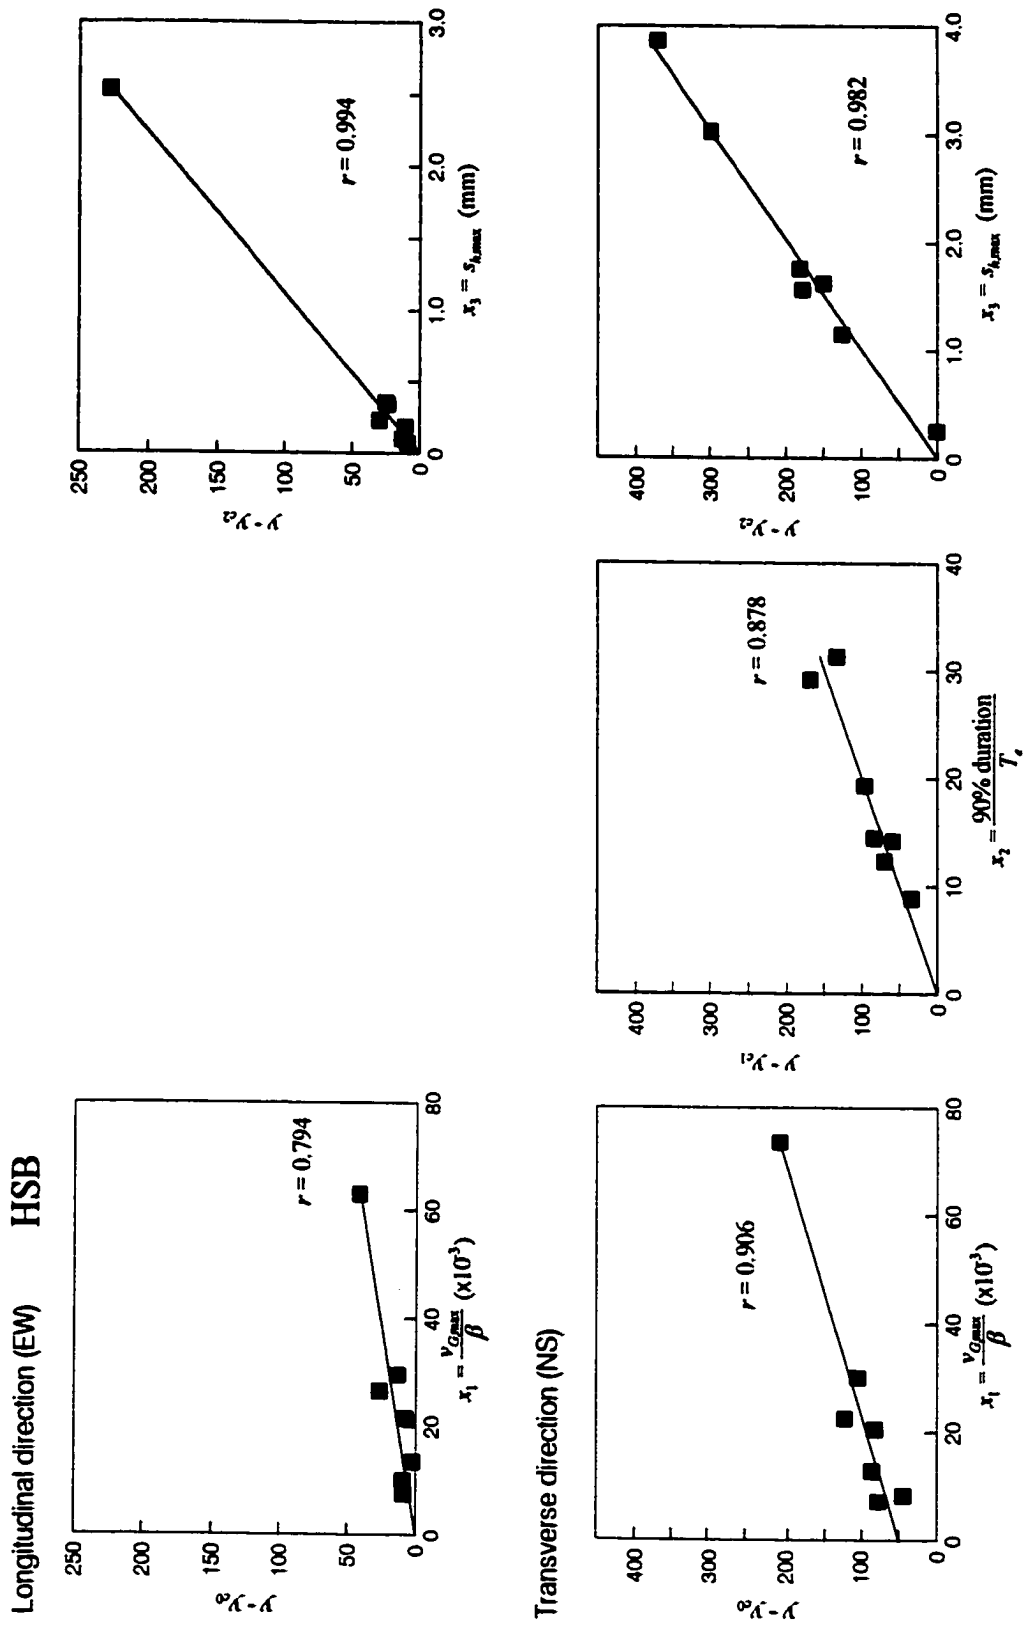 Longitudinal direction (EW) HSB
250
200
150
100
50
0
y - y_c0
0 20 40 60 80
r = 0.794
x₁ = v_G,max / β (x10⁻³)
250
200
150
100
50
0
y - y_c2
0 1.0 2.0 3.0
r = 0.994
x₃ = s_h,max (mm)
Transverse direction (NS)
400
300
200
100
0
y - y_c0
0 20 40 60 80
r = 0.906
x₁ = v_G,max / β (x10⁻³)
400
300
200
100
0
y - y_c1
0 10 20 30 40
r = 0.878
x₂ = 90% duration / T_e
400
300
200
100
0
y - y_c2
0 1.0 2.0 3.0 4.0
r = 0.982
x₃ = s_h,max (mm)